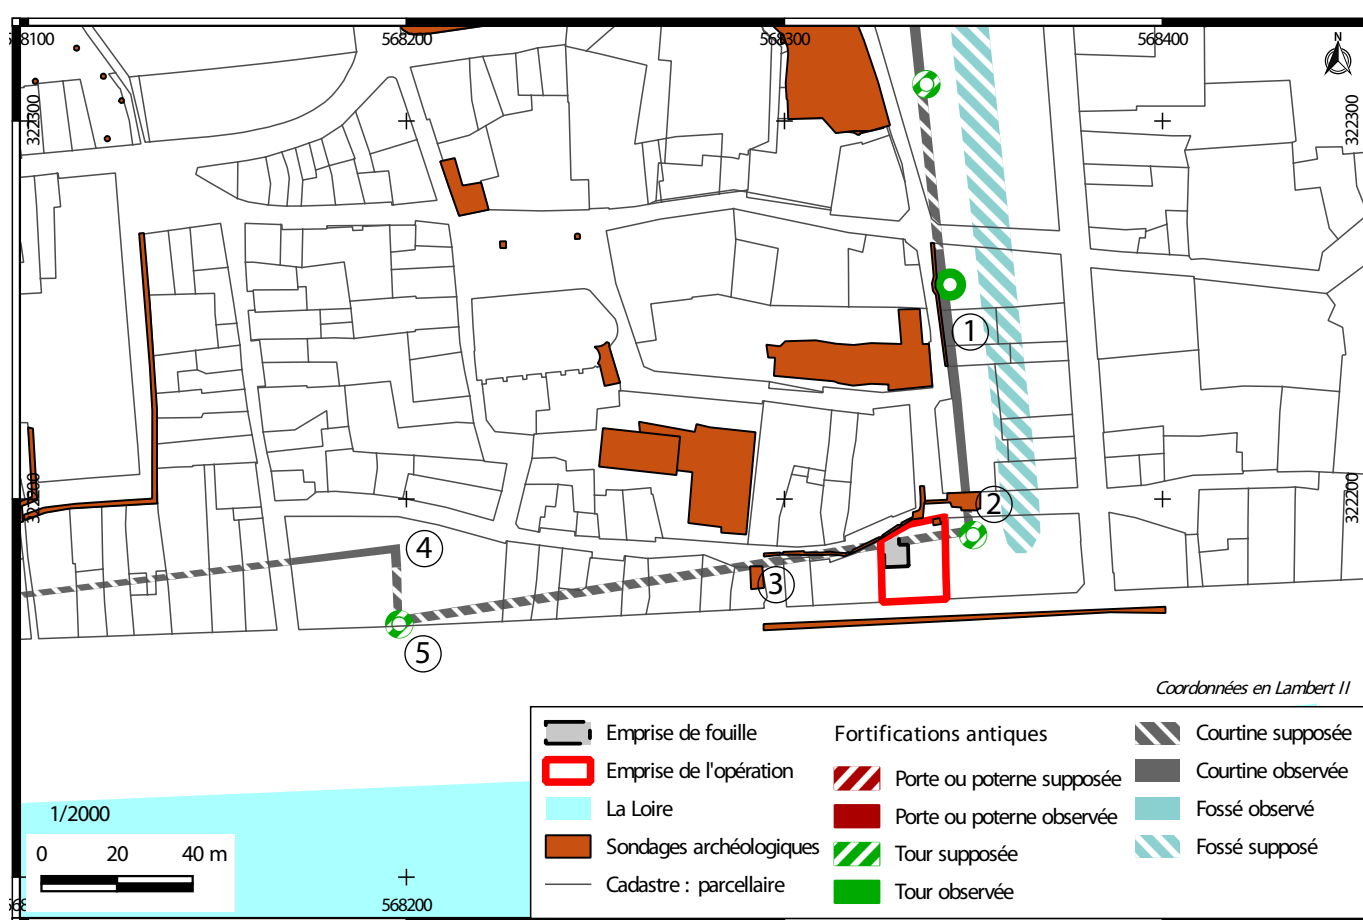 568200
568300
568400
N
322300
322300
1
322200
322200
2
4
3
5
Coordonnées en Lambert II
Emprise de fouille
Emprise de l'opération
La Loire
Sondages archéologiques
Cadastre : parcellaire
Fortifications antiques
Porte ou poterne supposée
Porte ou poterne observée
Tour supposée
Tour observée
Courtine supposée
Courtine observée
Fossé observé
Fossé supposé
1/2000
0 20 40 m
568200